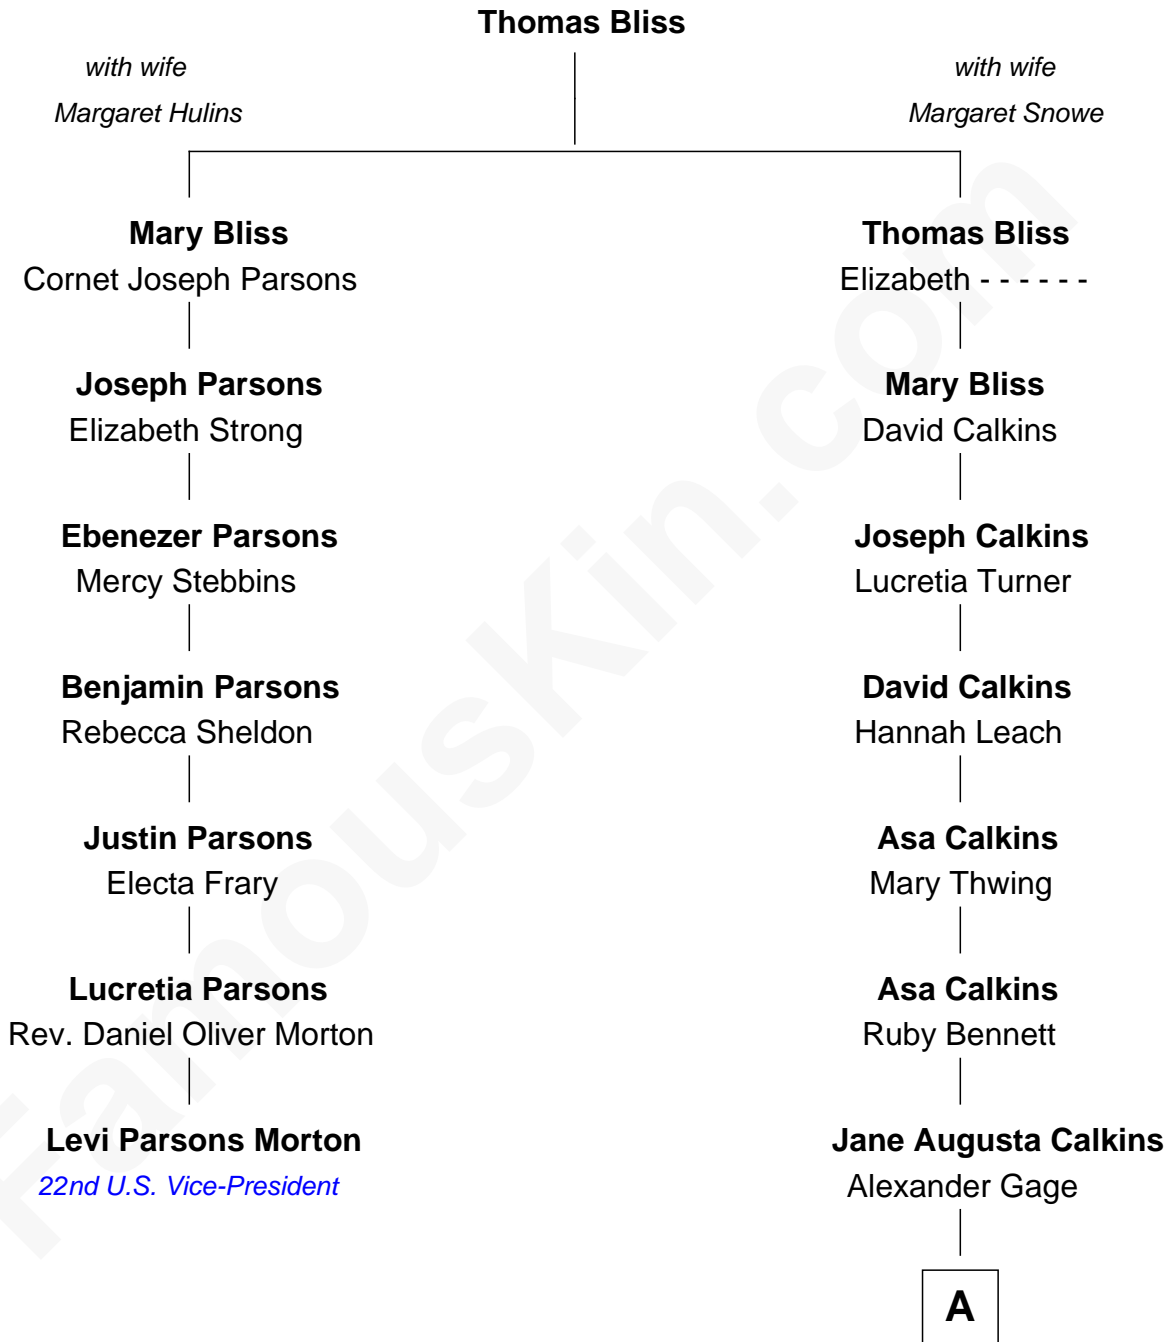 Thomas Bliss
with wife
Margaret Hulins
with wife
Margaret Snowe
Mary Bliss
Cornet Joseph Parsons
Thomas Bliss
Elizabeth - - - - - -
Joseph Parsons
Elizabeth Strong
Mary Bliss
David Calkins
Ebenezer Parsons
Mercy Stebbins
Joseph Calkins
Lucretia Turner
Benjamin Parsons
Rebecca Sheldon
David Calkins
Hannah Leach
Justin Parsons
Electa Frary
Asa Calkins
Mary Thwing
Lucretia Parsons
Rev. Daniel Oliver Morton
Asa Calkins
Ruby Bennett
Levi Parsons Morton
22nd U.S. Vice-President
Jane Augusta Calkins
Alexander Gage
A
FamousKin.com